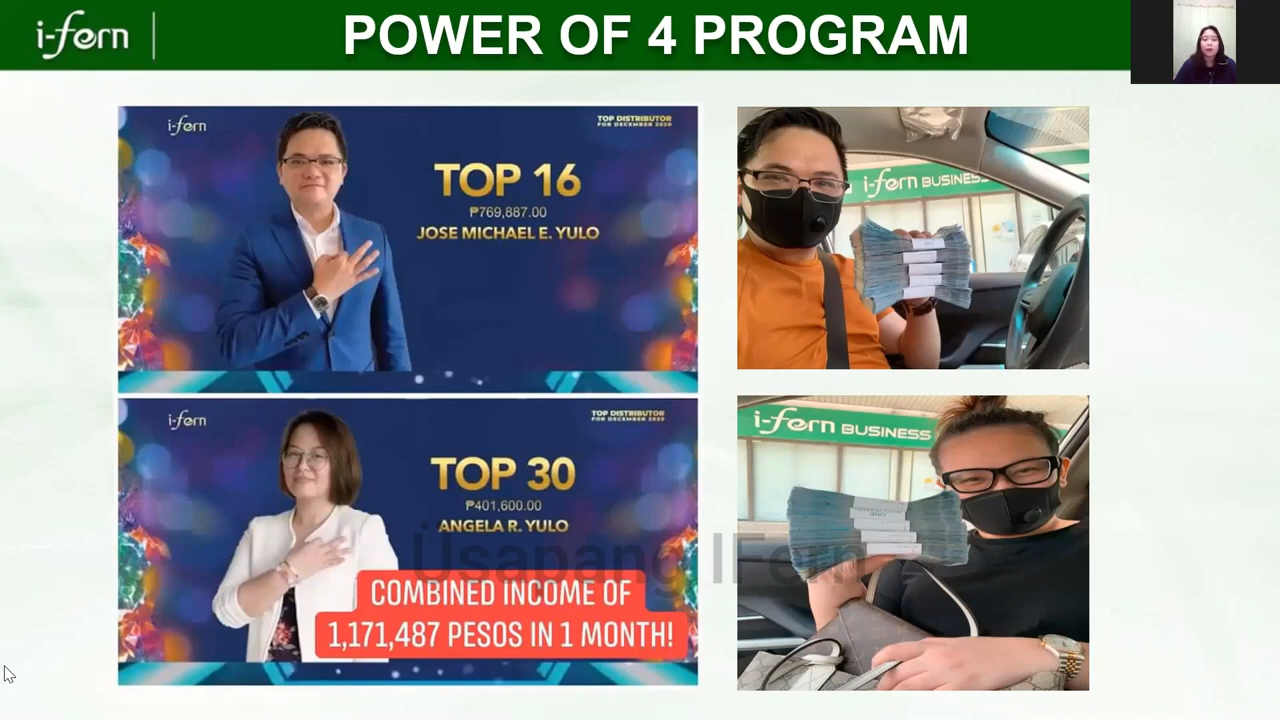 i-fern
POWER OF 4 PROGRAM
i-fern
TOP DISTRIBUTOR
FOR DECEMBER 2020
TOP 16
₱769,887.00
JOSE MICHAEL E. YULO
i-fern BUSINESS
i-fern
TOP DISTRIBUTOR
FOR DECEMBER 2020
TOP 30
₱401,600.00
ANGELA R. YULO
COMBINED INCOME OF
1,171,487 PESOS IN 1 MONTH!
i-fern BUSINESS
Usapang IFern